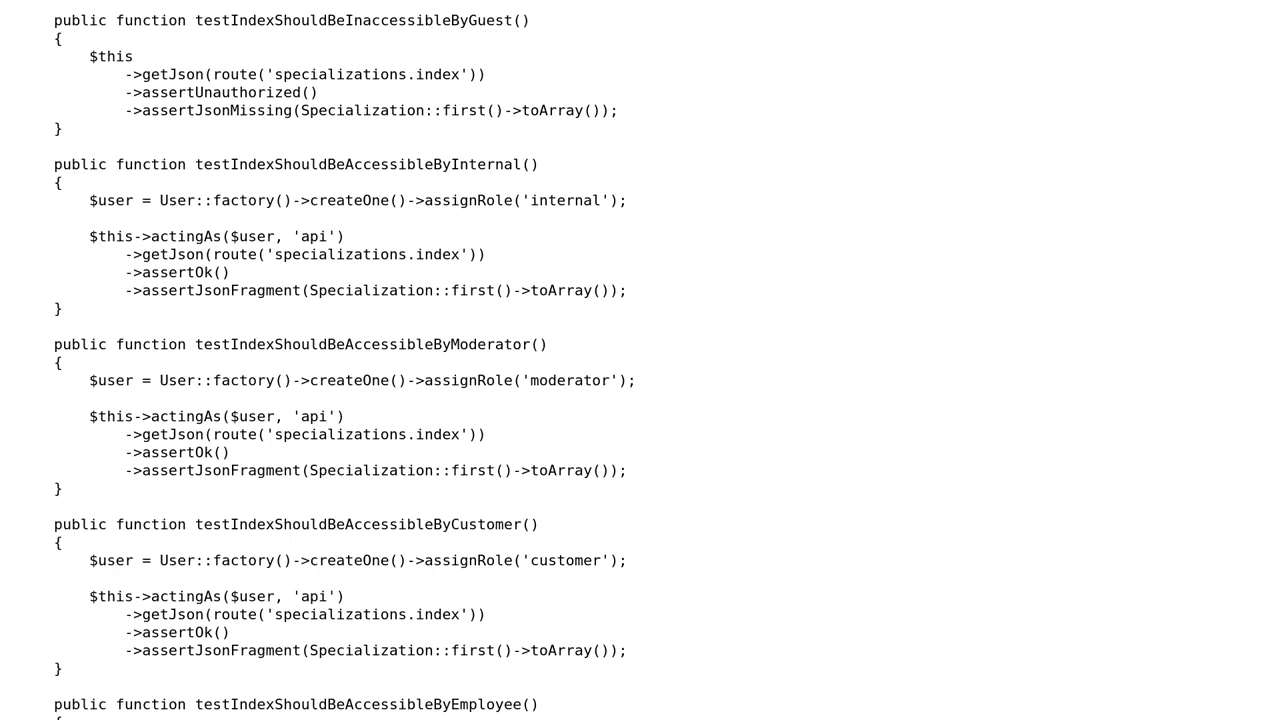 public function testIndexShouldBeInaccessibleByGuest()
{
    $this
        ->getJson(route('specializations.index'))
        ->assertUnauthorized()
        ->assertJsonMissing(Specialization::first()->toArray());
}

public function testIndexShouldBeAccessibleByInternal()
{
    $user = User::factory()->createOne()->assignRole('internal');

    $this->actingAs($user, 'api')
        ->getJson(route('specializations.index'))
        ->assertOk()
        ->assertJsonFragment(Specialization::first()->toArray());
}

public function testIndexShouldBeAccessibleByModerator()
{
    $user = User::factory()->createOne()->assignRole('moderator');

    $this->actingAs($user, 'api')
        ->getJson(route('specializations.index'))
        ->assertOk()
        ->assertJsonFragment(Specialization::first()->toArray());
}

public function testIndexShouldBeAccessibleByCustomer()
{
    $user = User::factory()->createOne()->assignRole('customer');

    $this->actingAs($user, 'api')
        ->getJson(route('specializations.index'))
        ->assertOk()
        ->assertJsonFragment(Specialization::first()->toArray());
}

public function testIndexShouldBeAccessibleByEmployee()
{